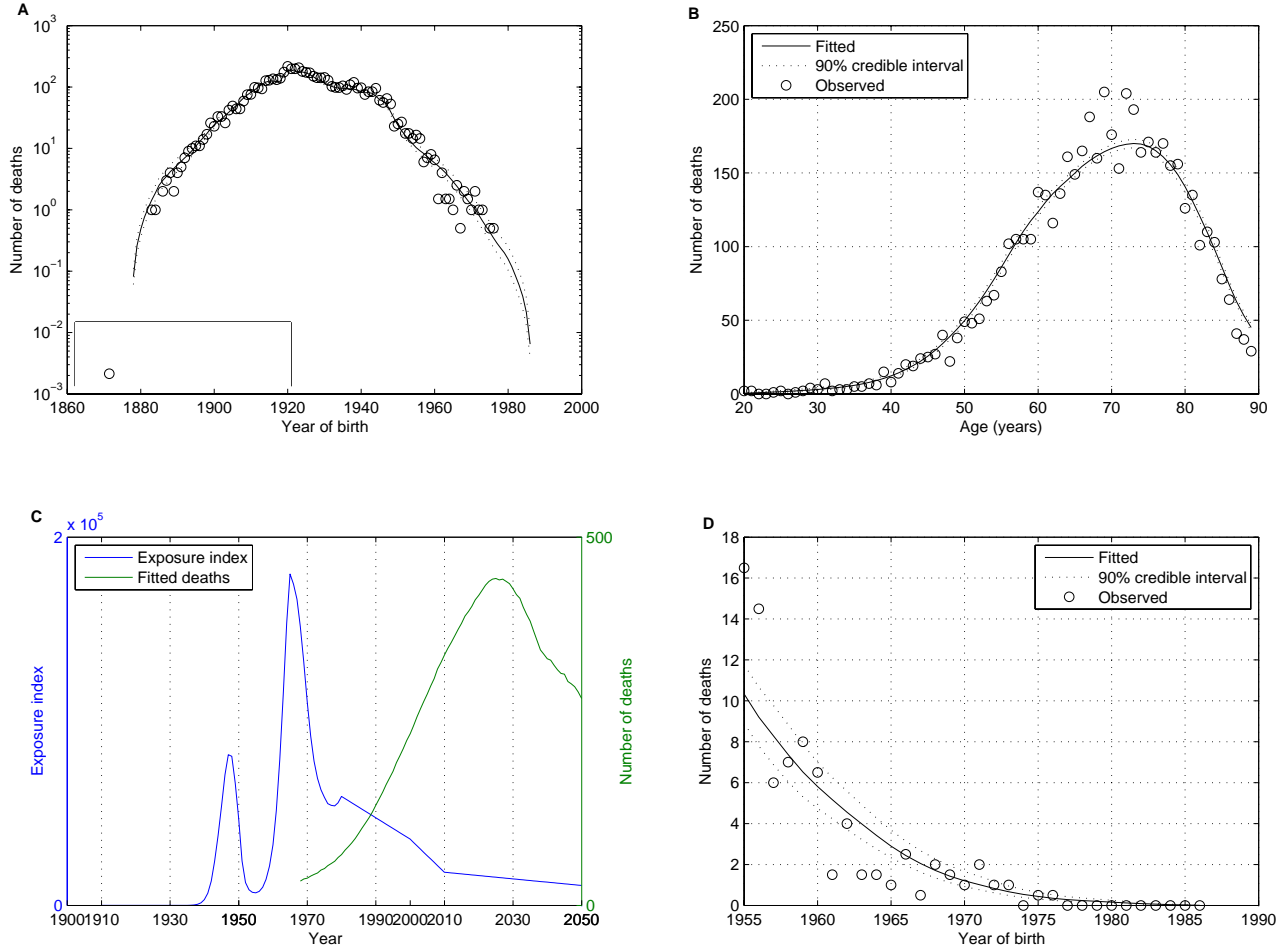 A
10^3
10^2
10^1
10^0
10^−1
10^−2
10^−3
Number of deaths
1860 1880 1900 1920 1940 1960 1980 2000
Year of birth
B
Fitted
90% credible interval
Observed
250
200
150
100
50
0
Number of deaths
20 30 40 50 60 70 80 90
Age (years)
C
2 x 10^5
500
Exposure index
Fitted deaths
Exposure index
Number of deaths
0
0
1900 1910 1930 1950 1970 1990 2000 2010 2030 2050
Year
D
Fitted
90% credible interval
Observed
18
16
14
12
10
8
6
4
2
0
Number of deaths
1955 1960 1965 1970 1975 1980 1985 1990
Year of birth